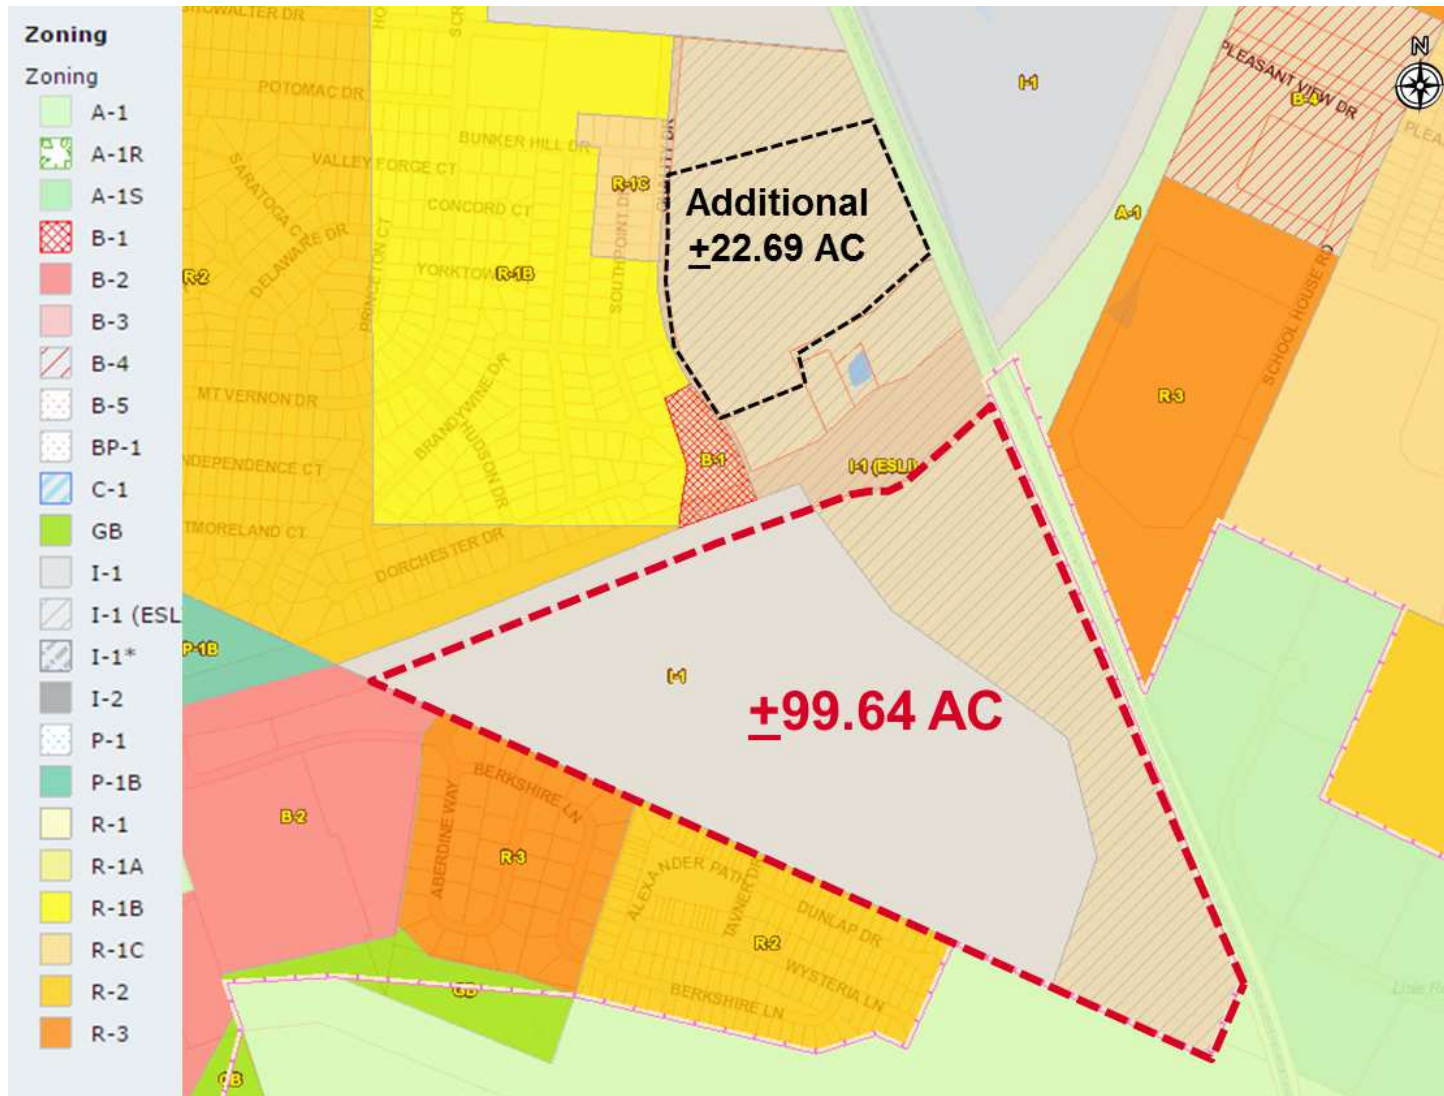 Zoning
Zoning
A-1
A-1R
A-1S
B-1
B-2
B-3
B-4
B-5
BP-1
C-1
GB
I-1
I-1 (ESL
I-1*
I-2
P-1
P-1B
R-1
R-1A
R-1B
R-1C
R-2
R-3
N
POTOMAC DR
BUNKER HILL DR
VALLEY FORGE CT
SARATOGA CT
CONCORD CT
DELAWARE DR
PRINCETON CT
YORKTOW
SOUTHPOINT DR
MT VERNON DR
BRANDYWINE DR
HUDSON DR
NDEPENDENCE CT
TMORELAND CT
DORCHESTER DR
R-2
R-1B
R-1C
Additional
+22.69 AC
I-1
B-4
PLEASANT VIEW DR
PLEA
A-1
SCHOOL HOUSE RD
R-3
B-1
I-1 (ESLI)
P-1B
I-1
+99.64 AC
B-2
ABERDINE WAY
BERKSHIRE LN
R-3
ALEXANDER PATH
TAVNER DR
DUNLAP DR
R-2
WYSTERIA LN
BERKSHIRE LN
GB
GB